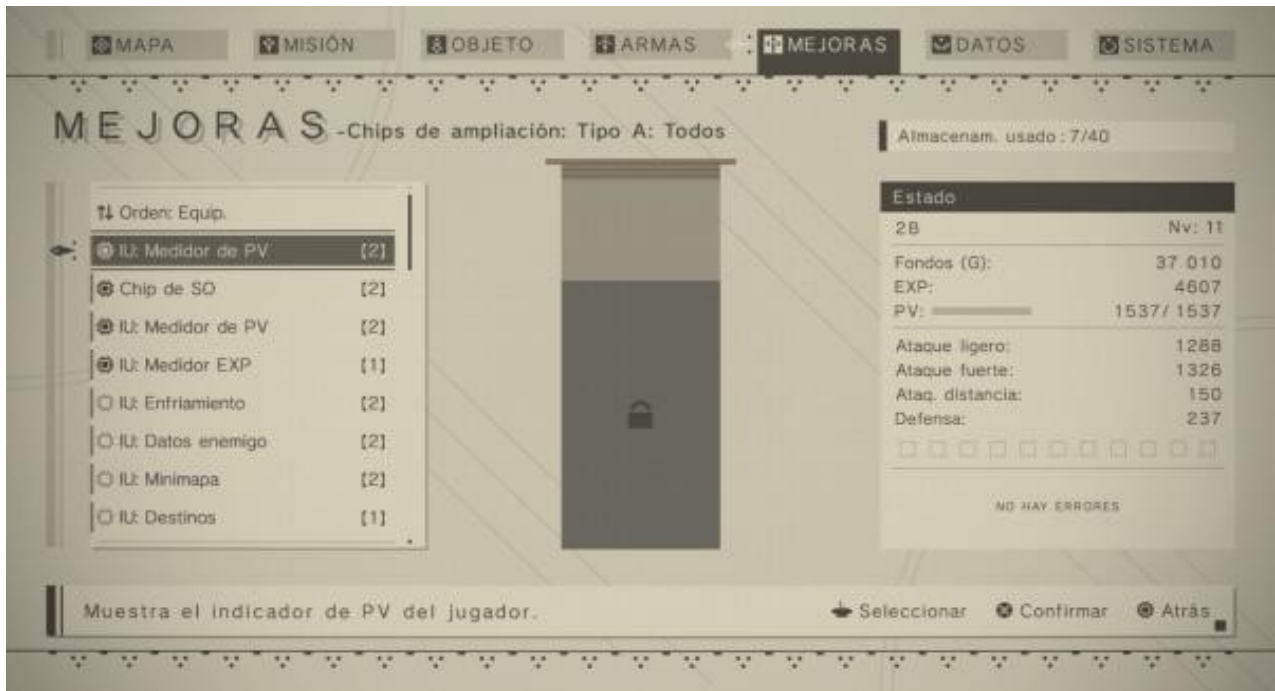 MAPA MISIÓN OBJETO ARMAS MEJORAS DATOS SISTEMA
MEJORAS -Chips de ampliación: Tipo A: Todos
Almacenam. usado : 7/40
Orden: Equip.
IU: Medidor de PV [2]
Chip de SO [2]
IU: Medidor de PV [2]
IU: Medidor EXP [1]
IU: Enfriamiento [2]
IU: Datos enemigo [2]
IU: Minimapa [2]
IU: Destinos [1]
Estado
2B Nv: 11
Fondos (G): 37 010
EXP: 4607
PV: 1537/ 1537
Ataque ligero: 1288
Ataque fuerte: 1326
Ataq. distancia: 150
Defensa: 237
NO HAY ERRORES
Muestra el indicador de PV del jugador.
Seleccionar Confirmar Atrás